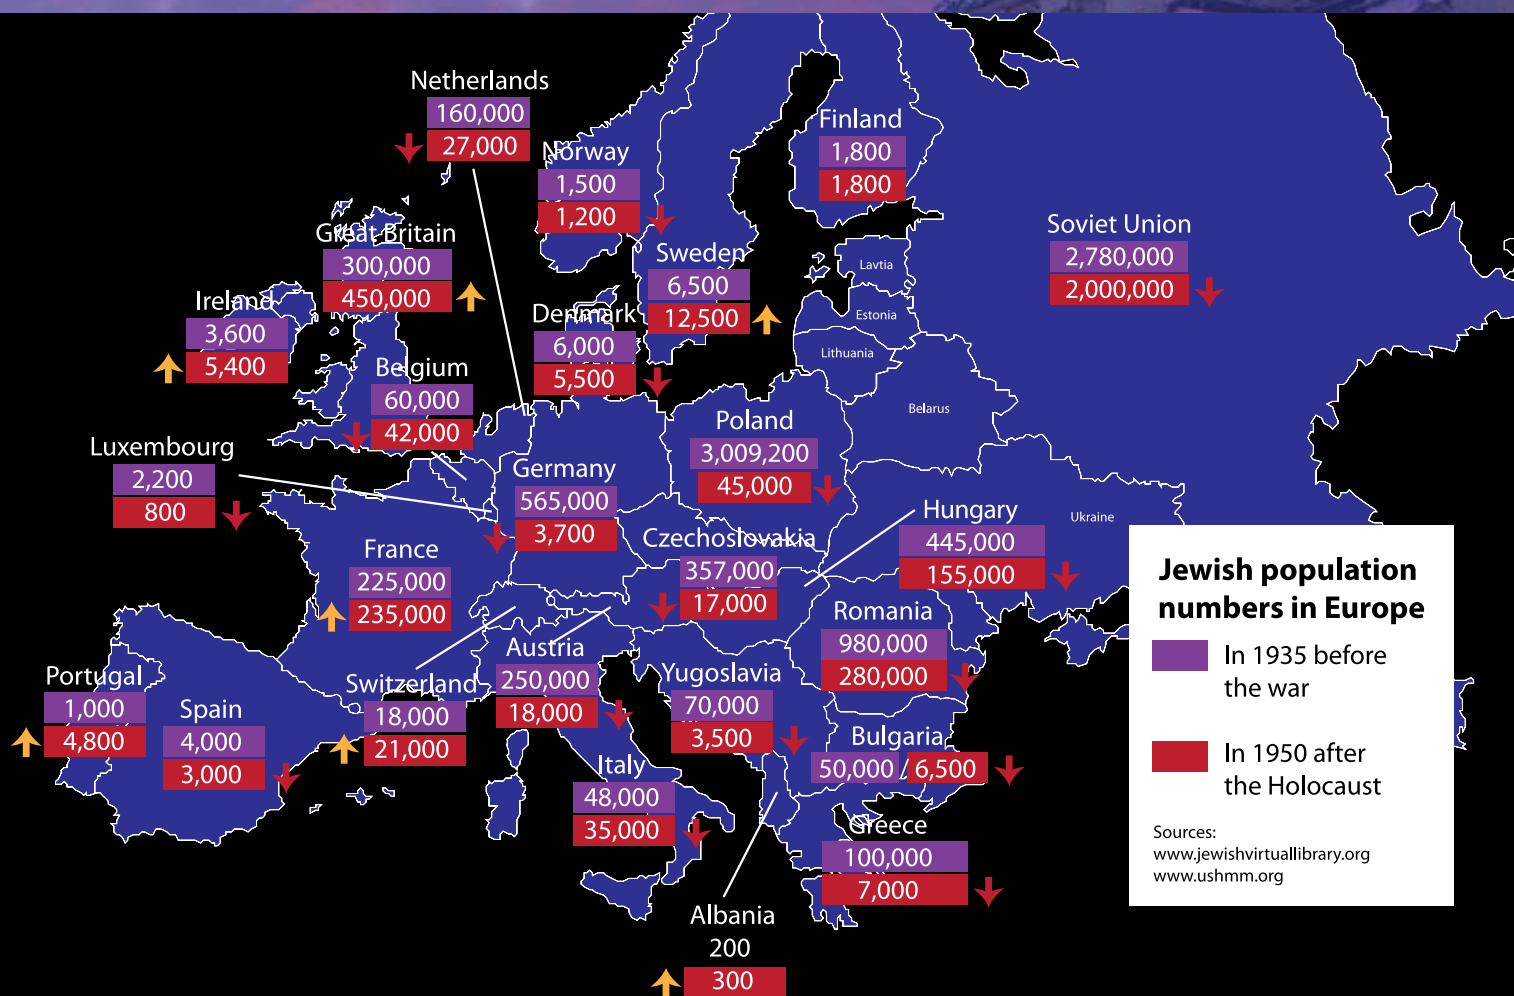 Netherlands
160,000
27,000
Norway
1,500
1,200
Finland
1,800
1,800
Great Britain
300,000
450,000
Sweden
6,500
12,500
Soviet Union
2,780,000
2,000,000
Lavtia
Estonia
Lithuania
Belarus
Ukraine
Ireland
3,600
5,400
Denmark
6,000
5,500
Belgium
60,000
42,000
Luxembourg
2,200
800
Germany
565,000
3,700
Poland
3,009,200
45,000
France
225,000
235,000
Czechoslovakia
357,000
17,000
Hungary
445,000
155,000
Romania
980,000
280,000
Portugal
1,000
4,800
Spain
4,000
3,000
Switzerland
18,000
21,000
Austria
250,000
18,000
Yugoslavia
70,000
3,500
Bulgaria
50,000 6,500
Italy
48,000
35,000
Greece
100,000
7,000
Albania
200
300
Jewish population
numbers in Europe
In 1935 before
the war
In 1950 after
the Holocaust
Sources:
www.jewishvirtuallibrary.org
www.ushmm.org